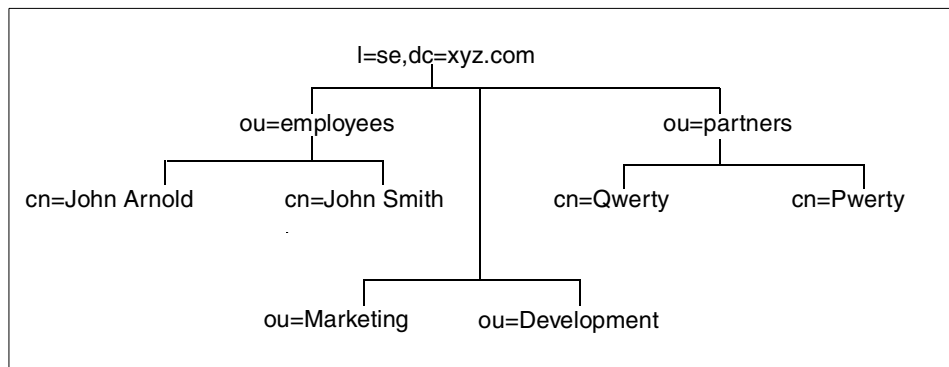 l=se,dc=xyz.com
ou=employees
ou=partners
cn=John Arnold
cn=John Smith
cn=Qwerty
cn=Pwerty
ou=Marketing
ou=Development